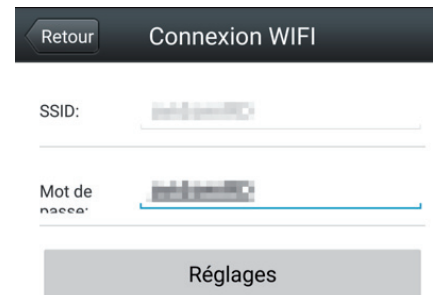 Retour
Connexion WIFI
SSID:
Mot de
passe:
Réglages